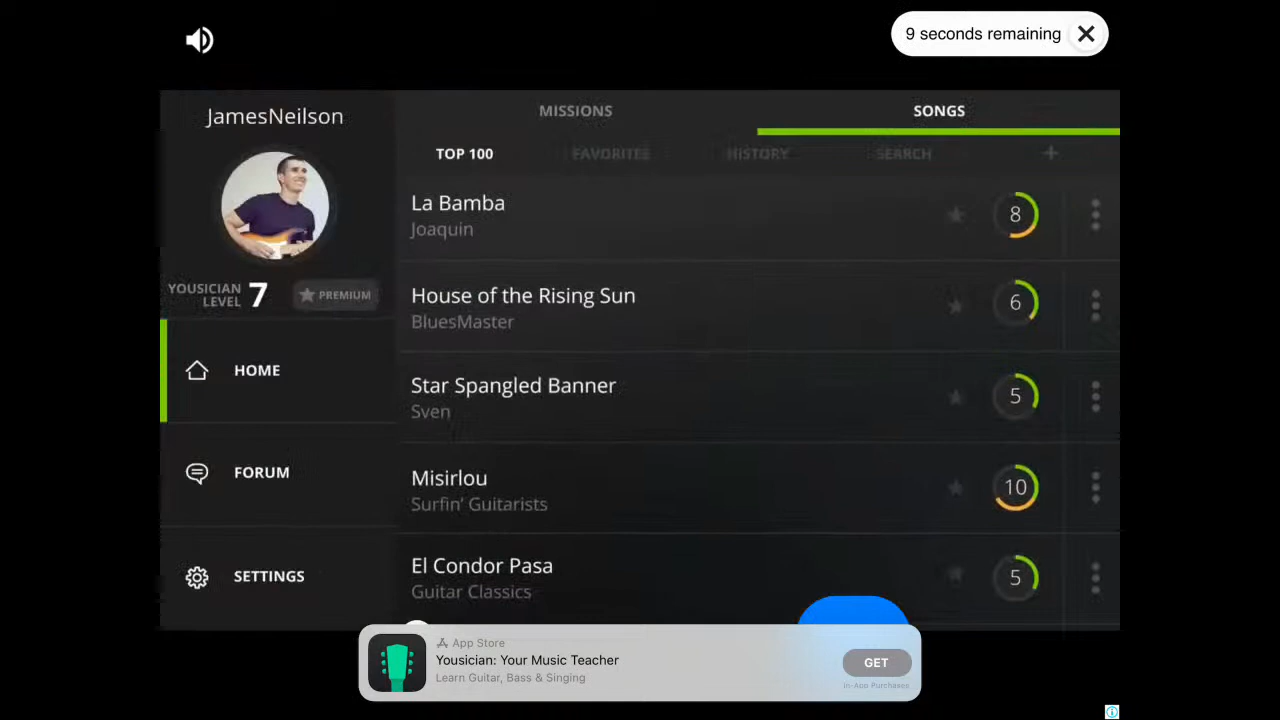 9 seconds remaining
JamesNeilson
MISSIONS
SONGS
TOP 100
FAVORITES
HISTORY
SEARCH
La Bamba
Joaquin
8
YOUSICIAN
LEVEL 7
PREMIUM
House of the Rising Sun
BluesMaster
6
HOME
Star Spangled Banner
Sven
5
FORUM
Misirlou
Surfin' Guitarists
10
SETTINGS
El Condor Pasa
Guitar Classics
5
App Store
Yousician: Your Music Teacher
Learn Guitar, Bass & Singing
GET
In-App Purchases